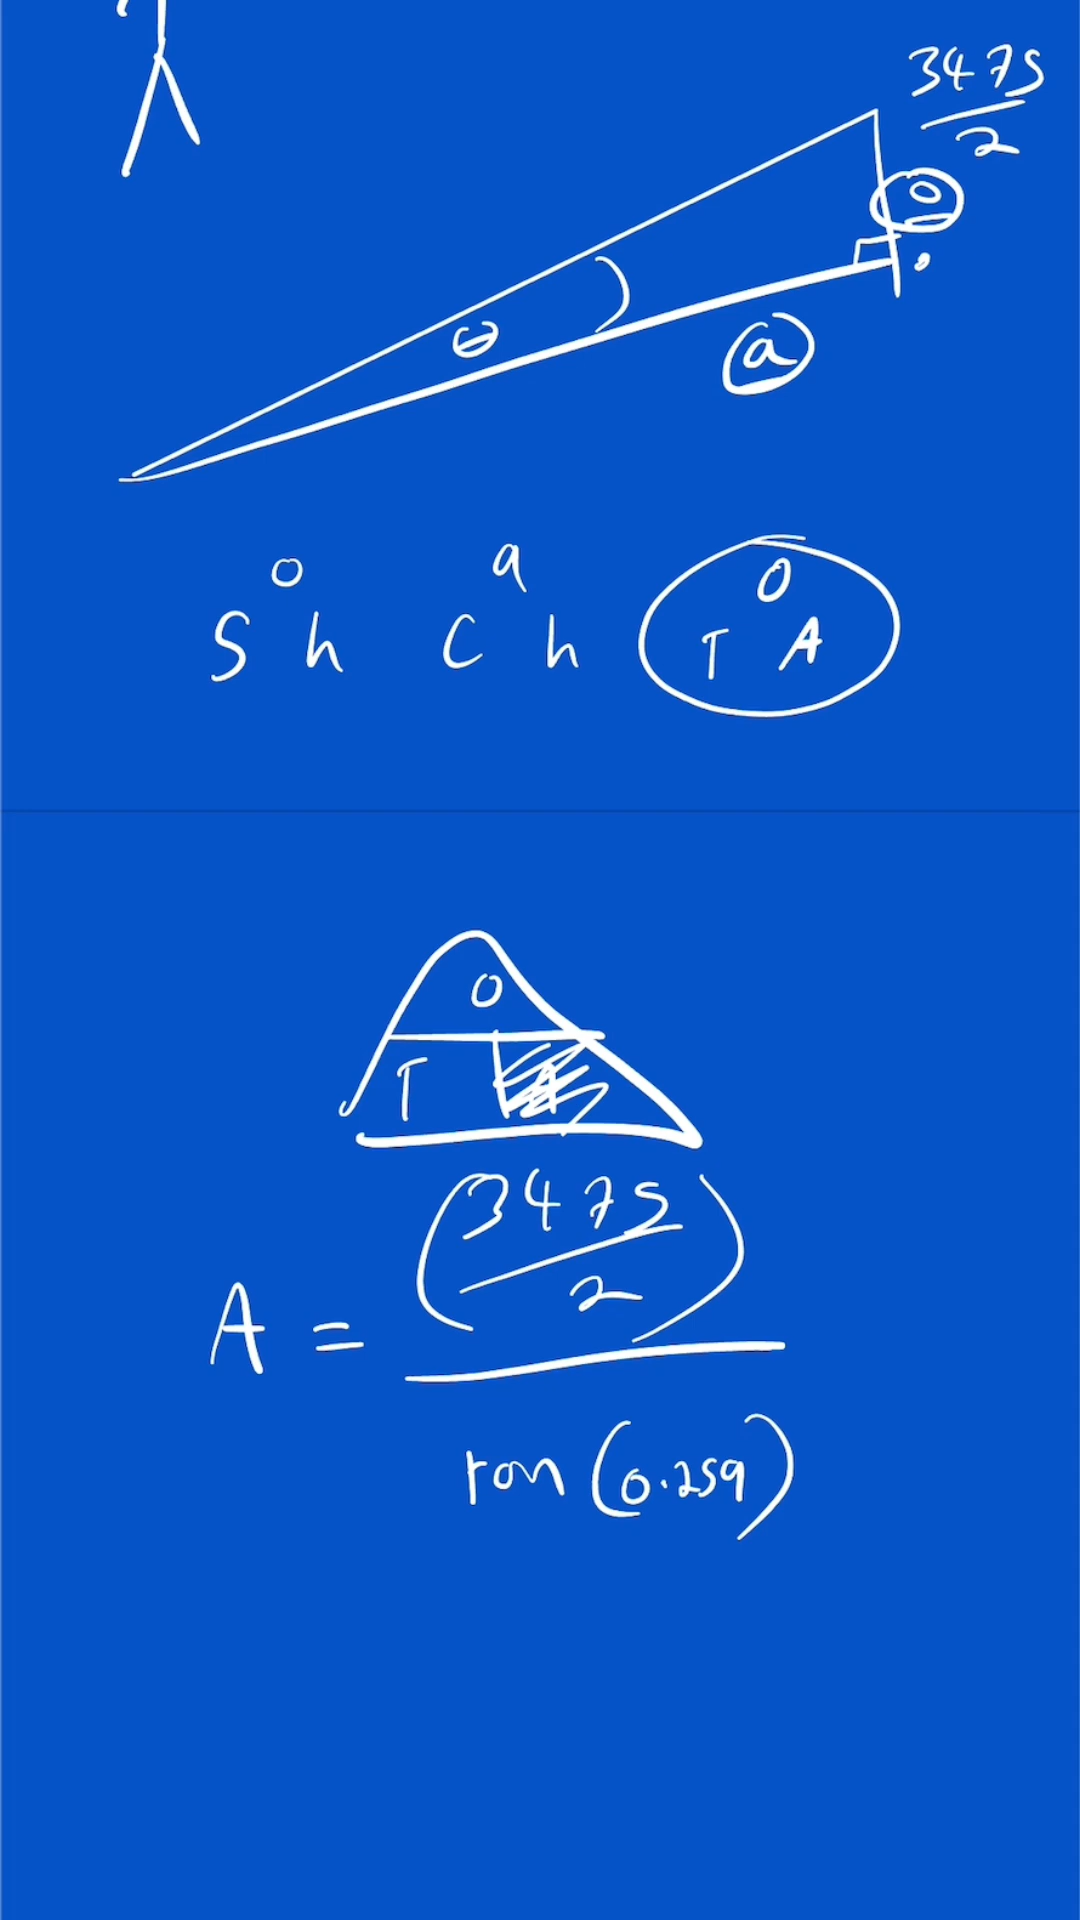 3475
2
O
θ
a
O a O
S h C h T A
O
T
(3475
2)
A =
tan (0.259)